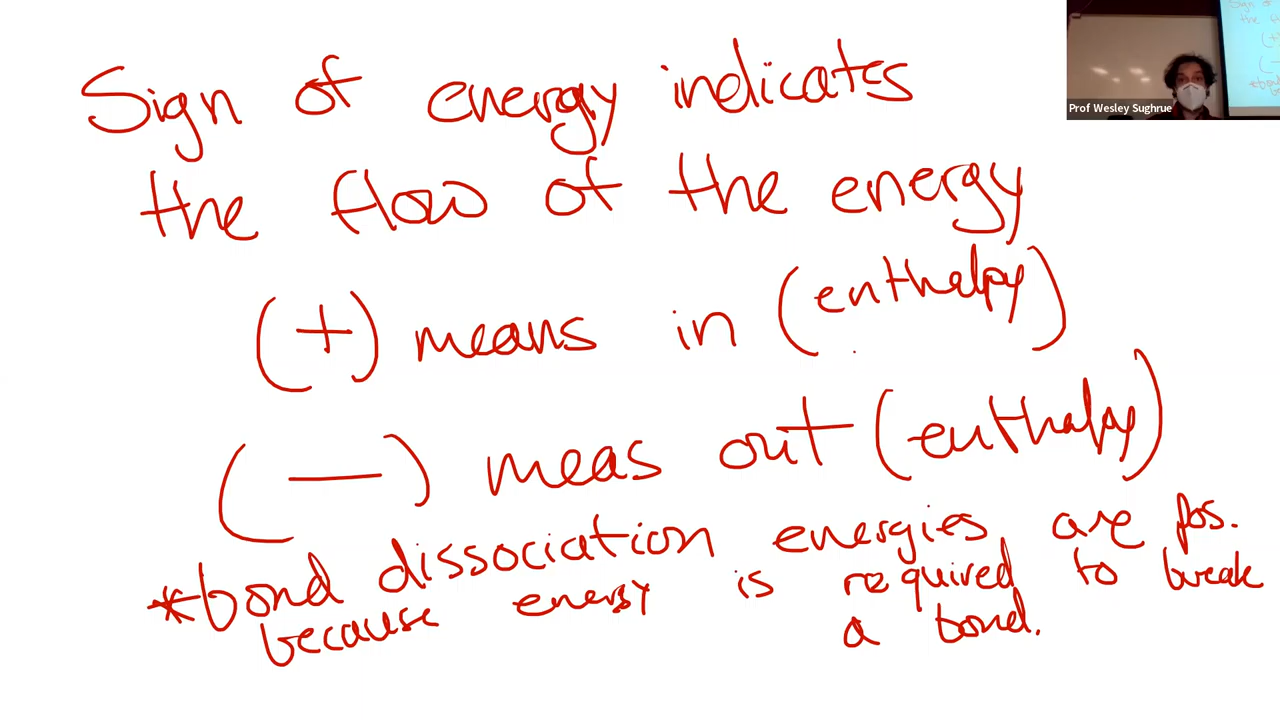 Sign of energy indicates
the flow of the energy
(+) means in (enthalpy)
(—) meas out (enthalpy)
*bond dissociation energies are pos.
because energy is required to break
a bond.
Prof Wesley Sughrue